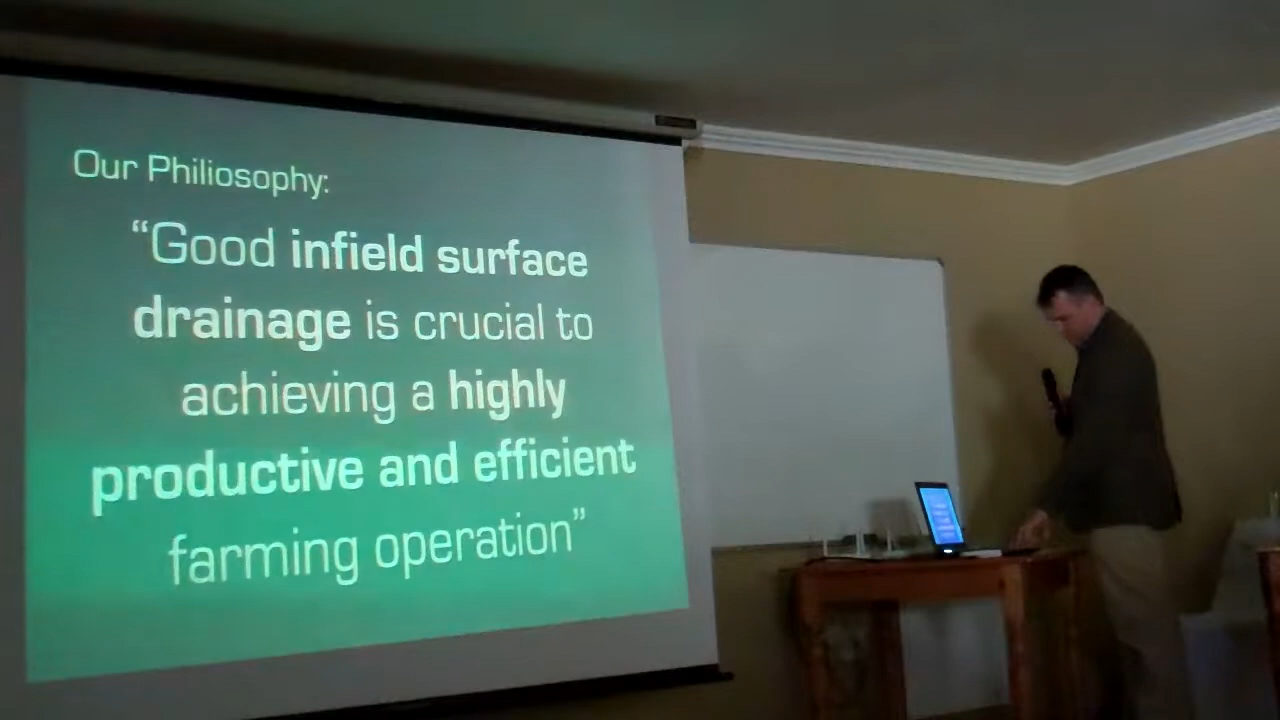 Our Philiosophy:
“Good infield surface
drainage is crucial to
achieving a highly
productive and efficient
farming operation”